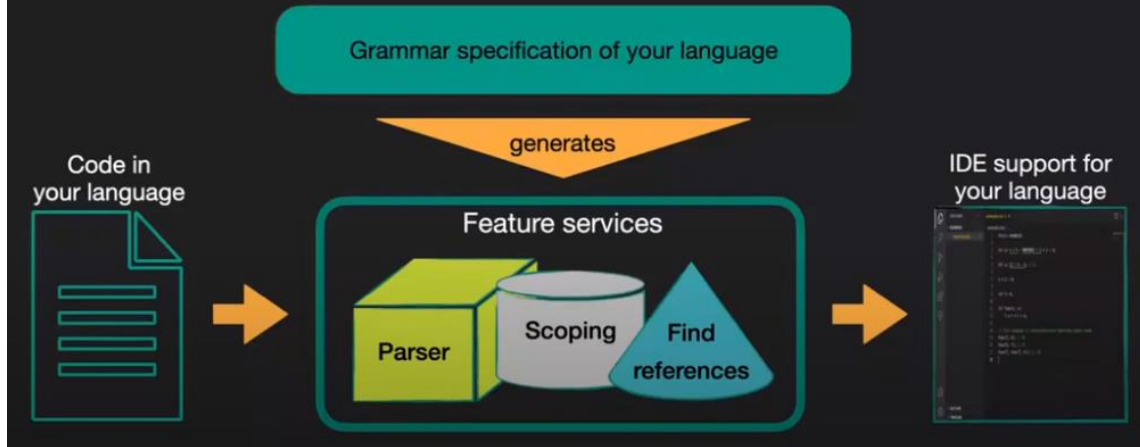 Grammar specification of your language
generates
Code in
your language
Feature services
Parser
Scoping
Find
references
IDE support for
your language